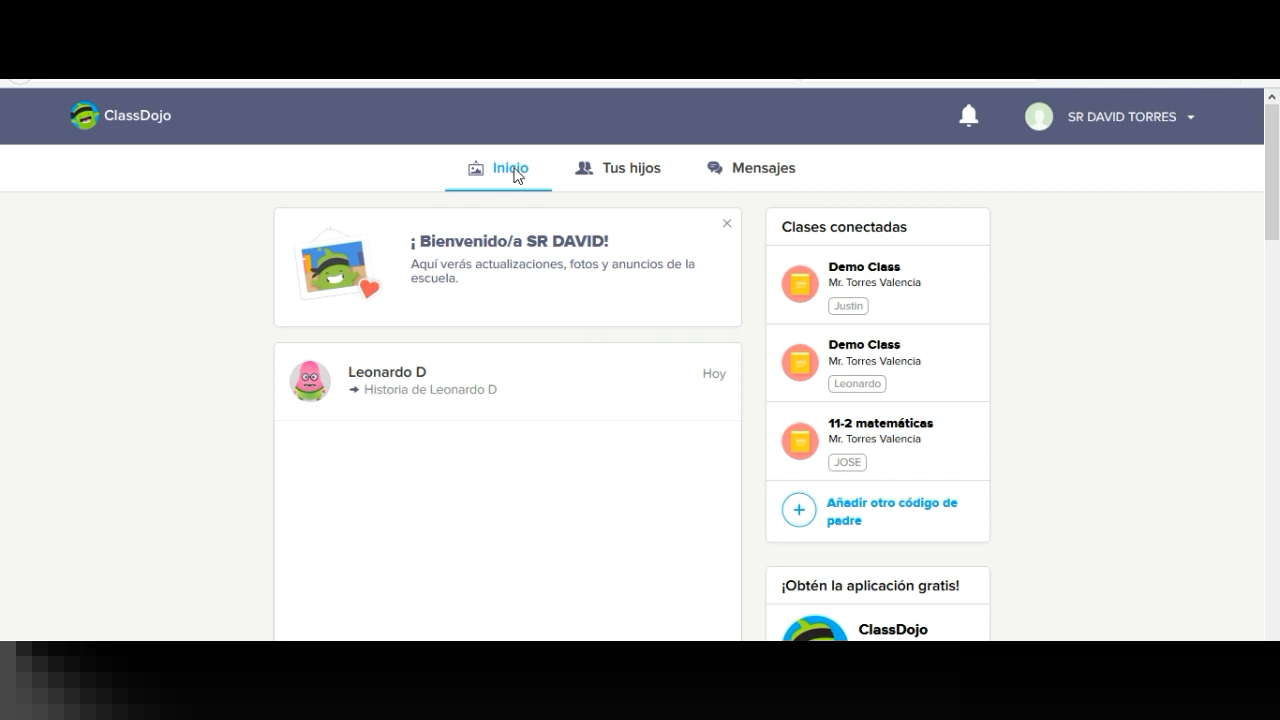 ClassDojo
SR DAVID TORRES
Inicio
Tus hijos
Mensajes
¡ Bienvenido/a SR DAVID!
Aquí verás actualizaciones, fotos y anuncios de la
escuela.
Leonardo D
Historia de Leonardo D
Hoy
Clases conectadas
Demo Class
Mr. Torres Valencia
Justin
Demo Class
Mr. Torres Valencia
Leonardo
11-2 matemáticas
Mr. Torres Valencia
JOSE
Añadir otro código de
padre
¡Obtén la aplicación gratis!
ClassDojo